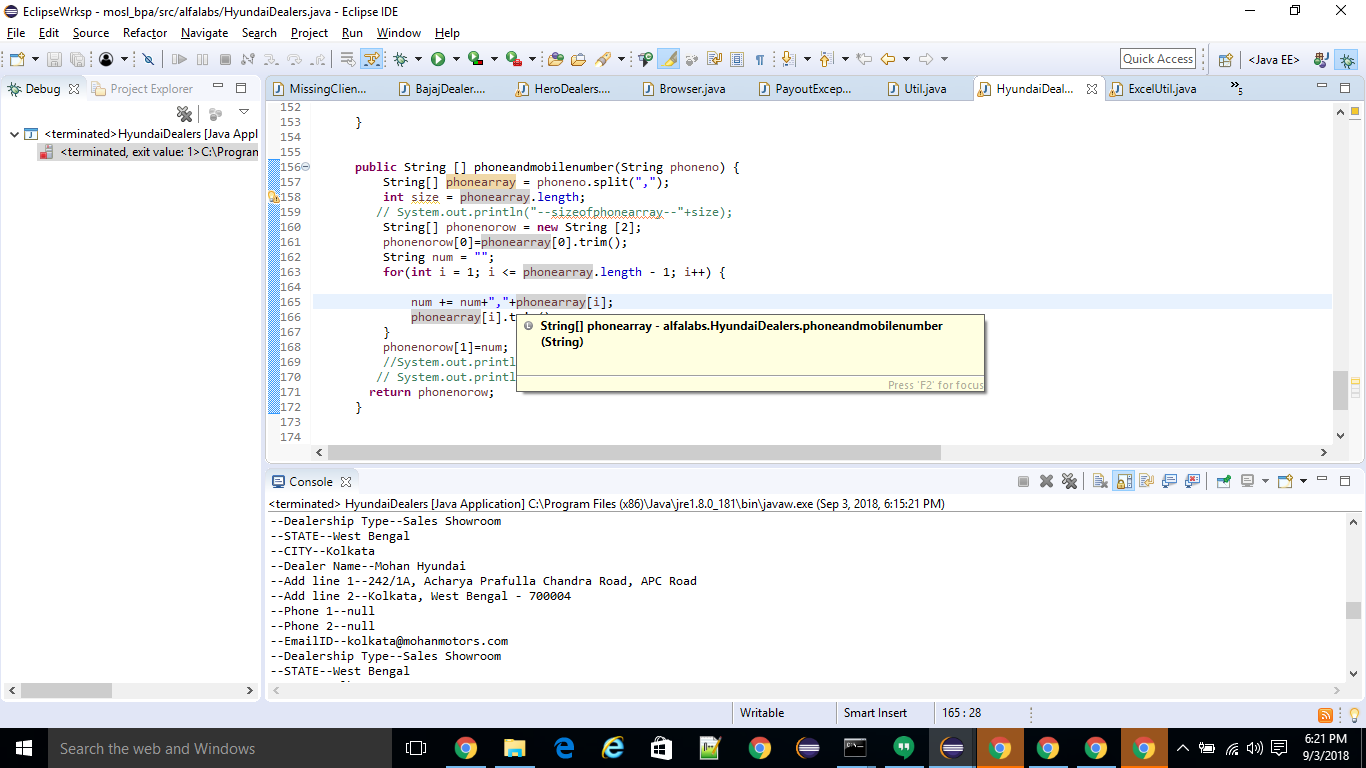 EclipseWrksp - mosl_bpa/src/alfalabs/HyundaiDealers.java - Eclipse IDE
File Edit Source Refactor Navigate Search Project Run Window Help
Quick Access
<Java EE>
Debug Project Explorer
<terminated>HyundaiDealers [Java Appl
<terminated, exit value: 1>C:\Program
MissingClien... BajajDealer.... HeroDealers.... Browser.java PayoutExcep... Util.java HyundaiDeal... ExcelUtil.java »5
152
153 }
154
155
156 public String [] phoneandmobilenumber(String phoneno) {
157 String[] phonearray = phoneno.split(",");
158 int size = phonearray.length;
159 // System.out.println("--sizeofphonearray--"+size);
160 String[] phonenorow = new String [2];
161 phonenorow[0]=phonearray[0].trim();
162 String num = "";
163 for(int i = 1; i <= phonearray.length - 1; i++) {
164
165 num += num+","+phonearray[i];
166 phonearray[i].t
167 }
168 phonenorow[1]=num;
169 //System.out.printl
170 // System.out.printl
171 return phonenorow;
172 }
173
174
String[] phonearray - alfalabs.HyundaiDealers.phoneandmobilenumber
(String)
Press 'F2' for focus
Console
<terminated> HyundaiDealers [Java Application] C:\Program Files (x86)\Java\jre1.8.0_181\bin\javaw.exe (Sep 3, 2018, 6:15:21 PM)
--Dealership Type--Sales Showroom
--STATE--West Bengal
--CITY--Kolkata
--Dealer Name--Mohan Hyundai
--Add line 1--242/1A, Acharya Prafulla Chandra Road, APC Road
--Add line 2--Kolkata, West Bengal - 700004
--Phone 1--null
--Phone 2--null
--EmailID--kolkata@mohanmotors.com
--Dealership Type--Sales Showroom
--STATE--West Bengal
Writable Smart Insert 165 : 28
Search the web and Windows
6:21 PM
9/3/2018